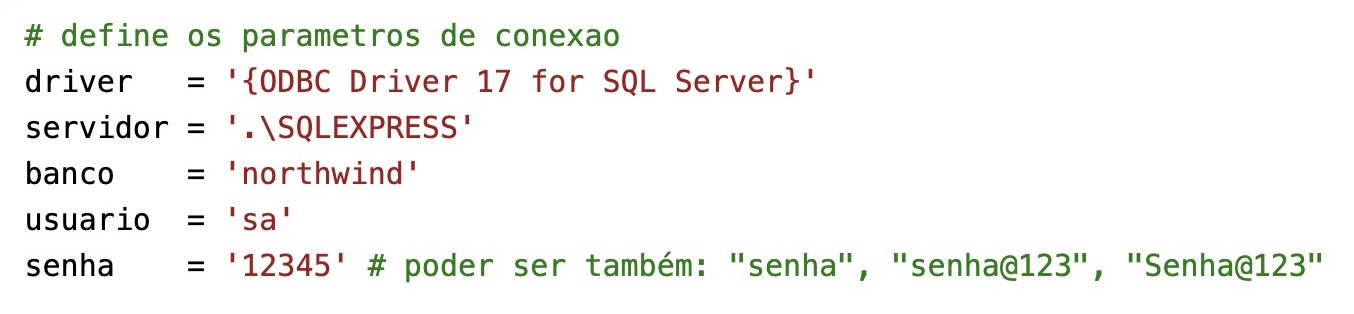 # define os parametros de conexao
driver   = '{ODBC Driver 17 for SQL Server}'
servidor = '.\SQLEXPRESS'
banco    = 'northwind'
usuario  = 'sa'
senha    = '12345' # poder ser também: "senha", "senha@123", "Senha@123"